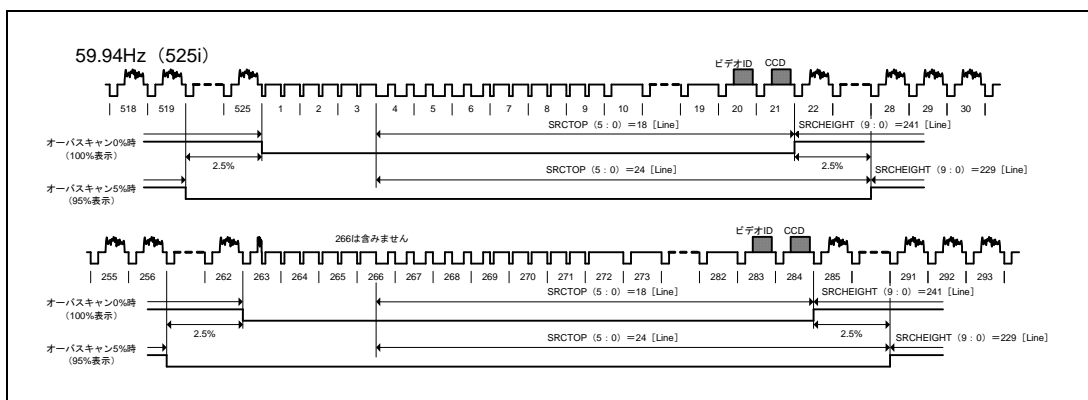 59.94Hz（525i）
ビデオID CCD
518 519 525 1 2 3 4 5 6 7 8 9 10 19 20 21 22 28 29 30
オーバスキャン0%時
（100%表示）
SRCTOP（5：0）＝18［Line］
SRCHEIGHT（9：0）＝241［Line］
2.5%
2.5%
オーバスキャン5%時
（95%表示）
SRCTOP（5：0）＝24［Line］
SRCHEIGHT（9：0）＝229［Line］
266は含みません
ビデオID CCD
255 256 262 263 264 265 266 267 268 269 270 271 272 273 282 283 284 285 291 292 293
オーバスキャン0%時
（100%表示）
SRCTOP（5：0）＝18［Line］
SRCHEIGHT（9：0）＝241［Line］
2.5%
2.5%
オーバスキャン5%時
（95%表示）
SRCTOP（5：0）＝24［Line］
SRCHEIGHT（9：0）＝229［Line］